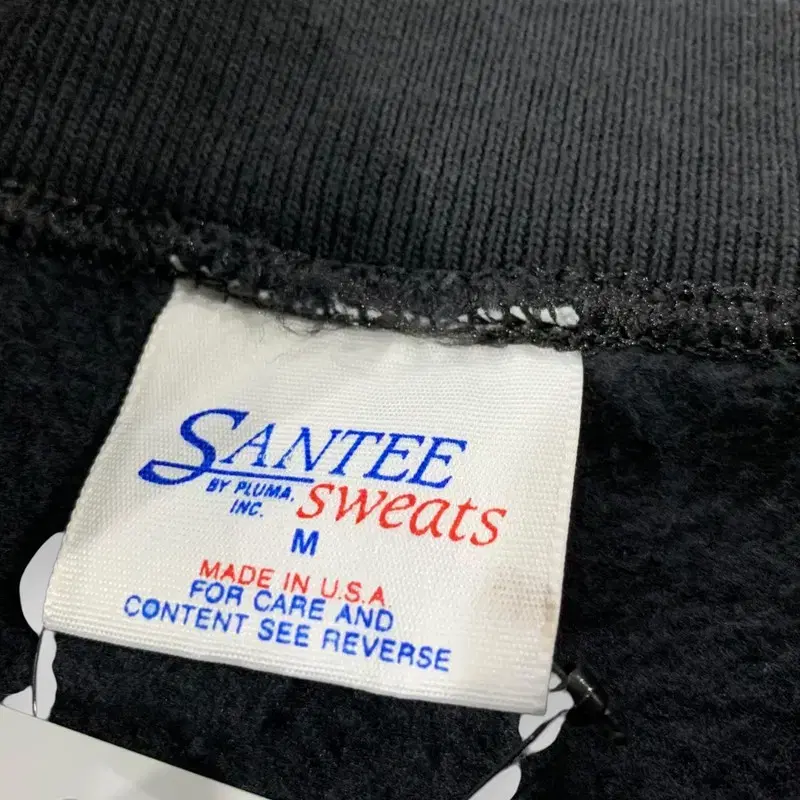 SANTEE
BY PLUMA, sweats
INC.
M
MADE IN U.S.A.
FOR CARE AND
CONTENT SEE REVERSE